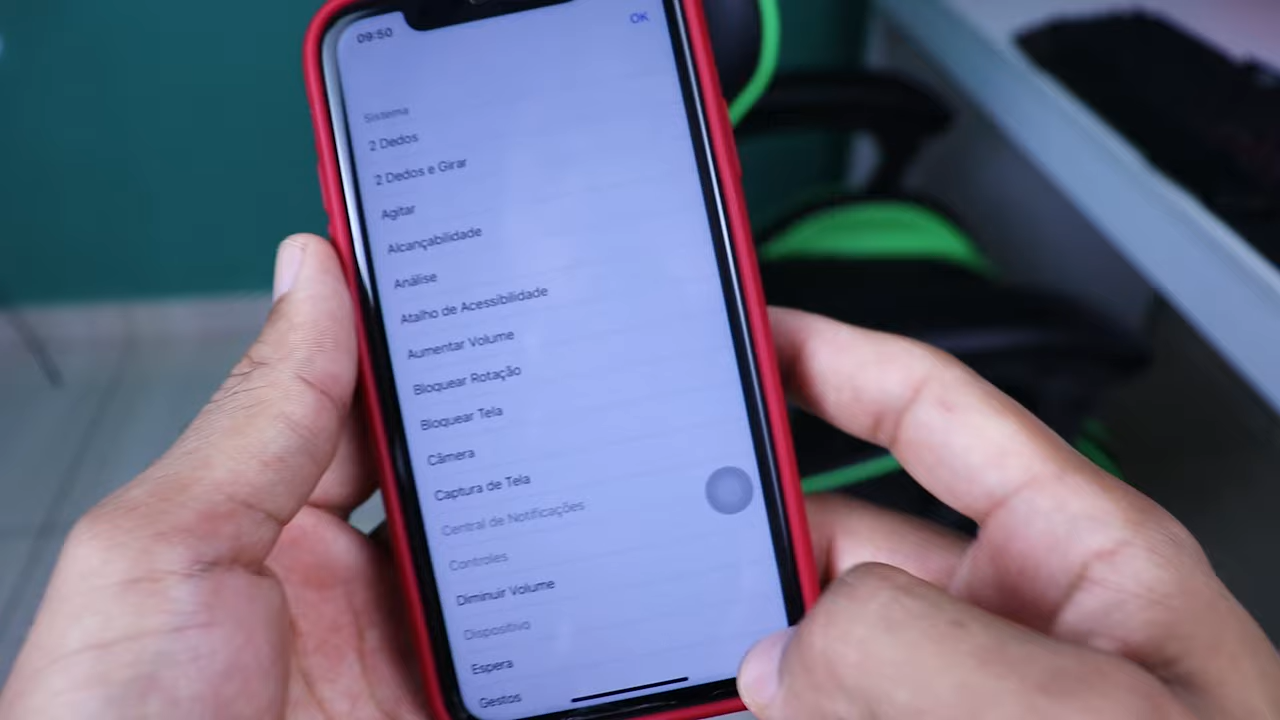 09:50
OK
Sistema
2 Dedos
2 Dedos e Girar
Agitar
Alcançabilidade
Análise
Atalho de Acessibilidade
Aumentar Volume
Bloquear Rotação
Bloquear Tela
Câmera
Captura de Tela
Central de Notificações
Controles
Diminuir Volume
Dispositivo
Espera
Gestos